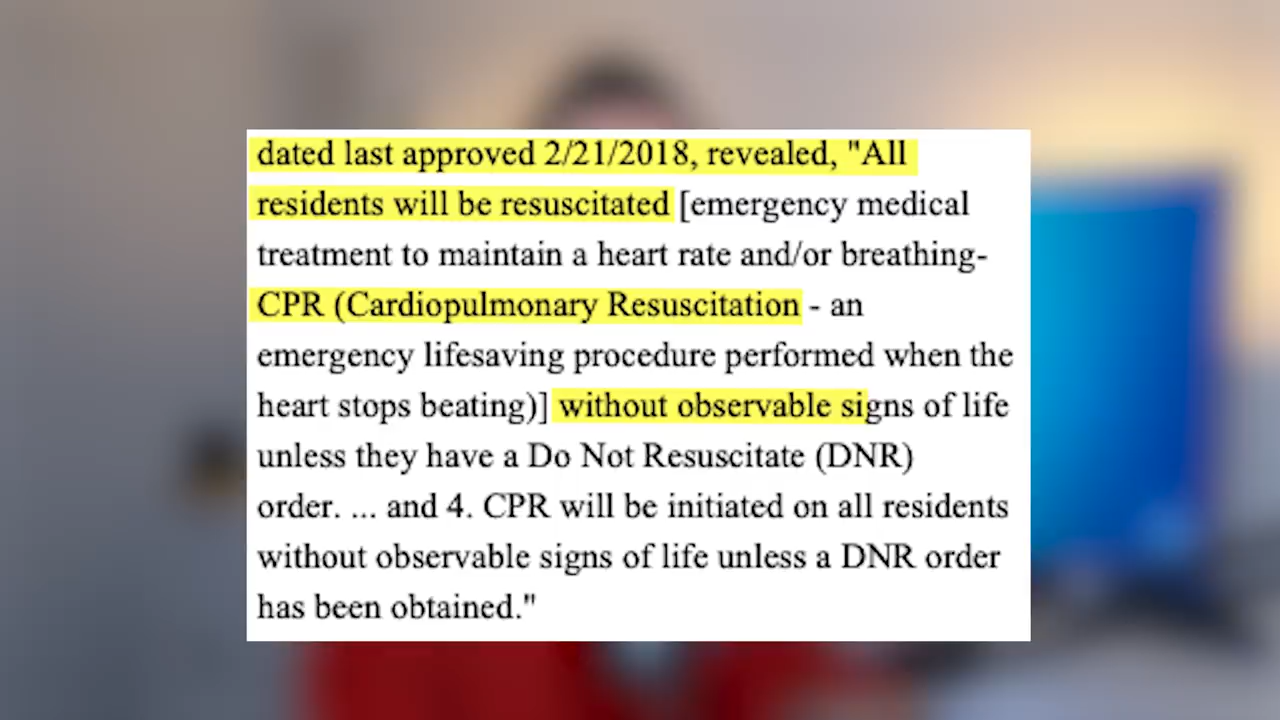 dated last approved 2/21/2018, revealed, "All
residents will be resuscitated [emergency medical
treatment to maintain a heart rate and/or breathing-
CPR (Cardiopulmonary Resuscitation - an
emergency lifesaving procedure performed when the
heart stops beating)] without observable signs of life
unless they have a Do Not Resuscitate (DNR)
order. ... and 4. CPR will be initiated on all residents
without observable signs of life unless a DNR order
has been obtained."